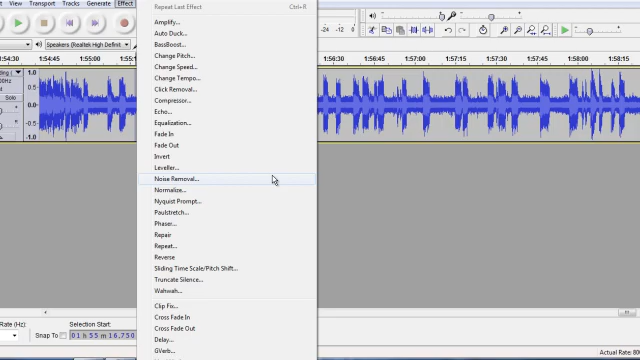 View Transport Tracks Generate Effect
Repeat Last Effect Ctrl+R
Amplify...
Auto Duck...
BassBoost...
Change Pitch...
Change Speed...
Change Tempo...
Click Removal...
Compressor...
Echo...
Equalization...
Fade In
Fade Out
Invert
Leveller...
Noise Removal...
Normalize...
Nyquist Prompt...
Paulstretch...
Phaser...
Repair
Repeat...
Reverse
Sliding Time Scale/Pitch Shift...
Truncate Silence...
Wahwah...
Clip Fix...
Cross Fade In
Cross Fade Out
Delay...
GVerb...
-24 -12 0
Speakers (Realtek High Definit
1:54:30 1:54:45 1:55:00 1:55:1
1:56:30 1:56:45 1:57:00 1:57:15 1:57:30 1:57:45 1:58:00 1:58:15
1.0
0.5
0.0
-0.5
-1.0
Solo
Rate (Hz):
Snap To
Selection Start:
01 h 55 m 16.750
Actual Rate: 80